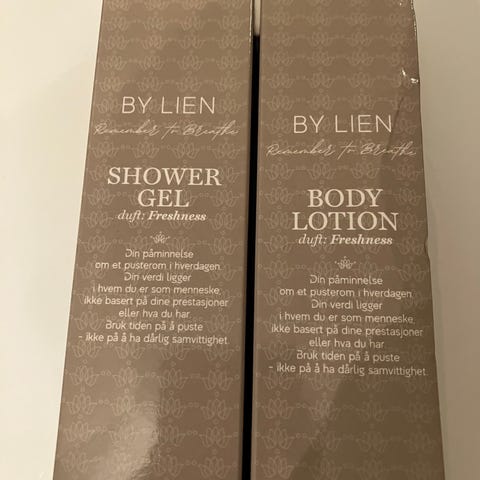 BY LIEN
Remember to Breathe
SHOWER
GEL
duft: Freshness
Din påminnelse
om et pusterom i hverdagen.
Din verdi ligger
i hvem du er som menneske,
ikke basert på dine prestasjoner
eller hva du har.
Bruk tiden på å puste
- ikke på å ha dårlig samvittighet.
BY LIEN
Remember to Breathe
BODY
LOTION
duft: Freshness
Din påminnelse
om et pusterom i hverdagen.
Din verdi ligger
i hvem du er som menneske,
ikke basert på dine prestasjoner
eller hva du har.
Bruk tiden på å puste
- ikke på å ha dårlig samvittighet.